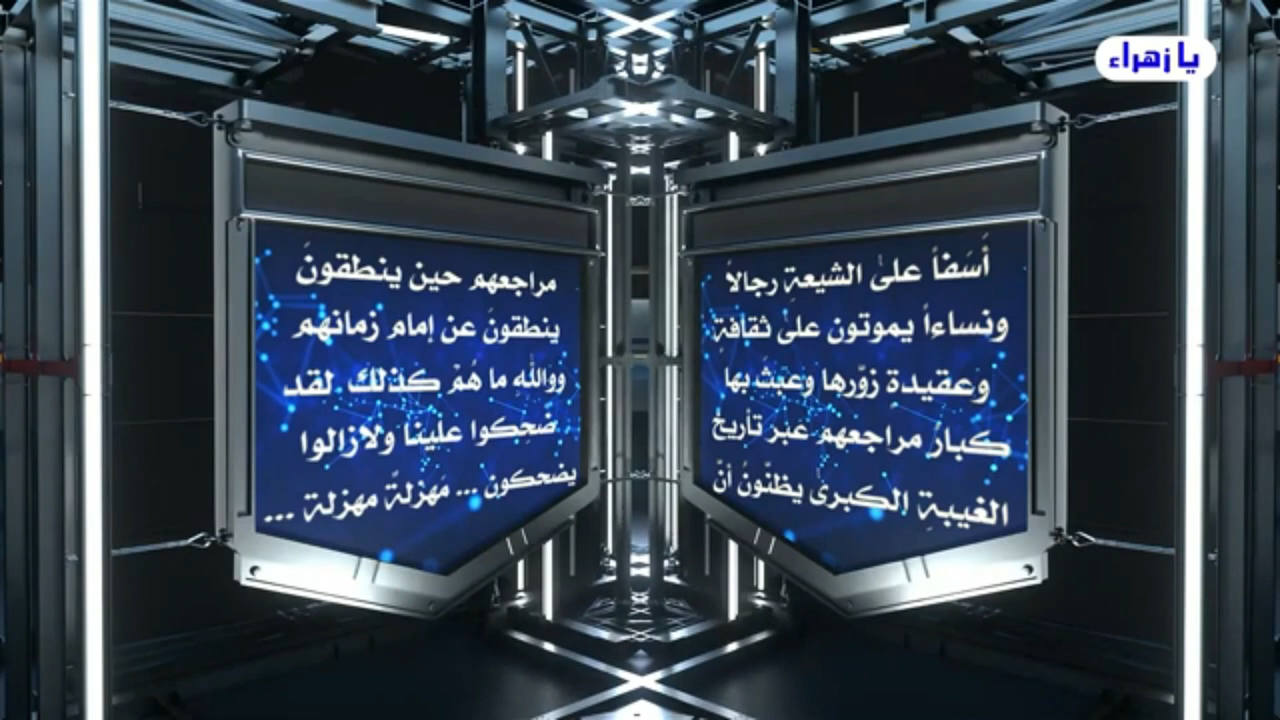 يا زهراء
أَسَفاً على الشيعةِ رجالاً
ونساءاً يموتون على ثقافةٍ
وعقيدةٍ زوّرها وعبثَ بها
كبار مراجعهم عبر تأريخ
الغيبةِ الكبرى يظنّونَ أنّ
مراجعهم حين ينطقونَ
ينطقونَ عن إمام زمانهم
وواللهِ ما هُمْ كذلك لقد
ضحكوا علينا ولازالوا
يضحكون ... مَهزلةٌ مهزلة ...